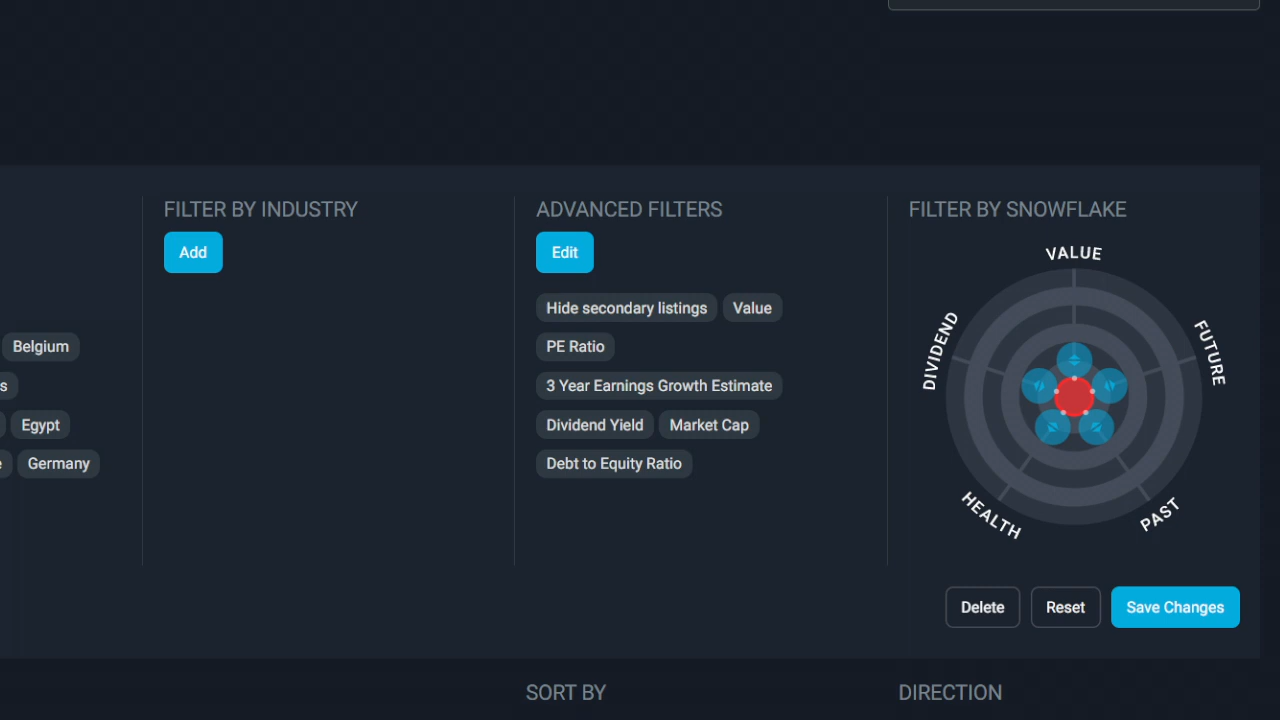 FILTER BY INDUSTRY
Add
Belgium
s
Egypt
Germany
ADVANCED FILTERS
Edit
Hide secondary listings Value
PE Ratio
3 Year Earnings Growth Estimate
Dividend Yield Market Cap
Debt to Equity Ratio
FILTER BY SNOWFLAKE
VALUE
FUTURE
PAST
HEALTH
DIVIDEND
Delete Reset Save Changes
SORT BY DIRECTION